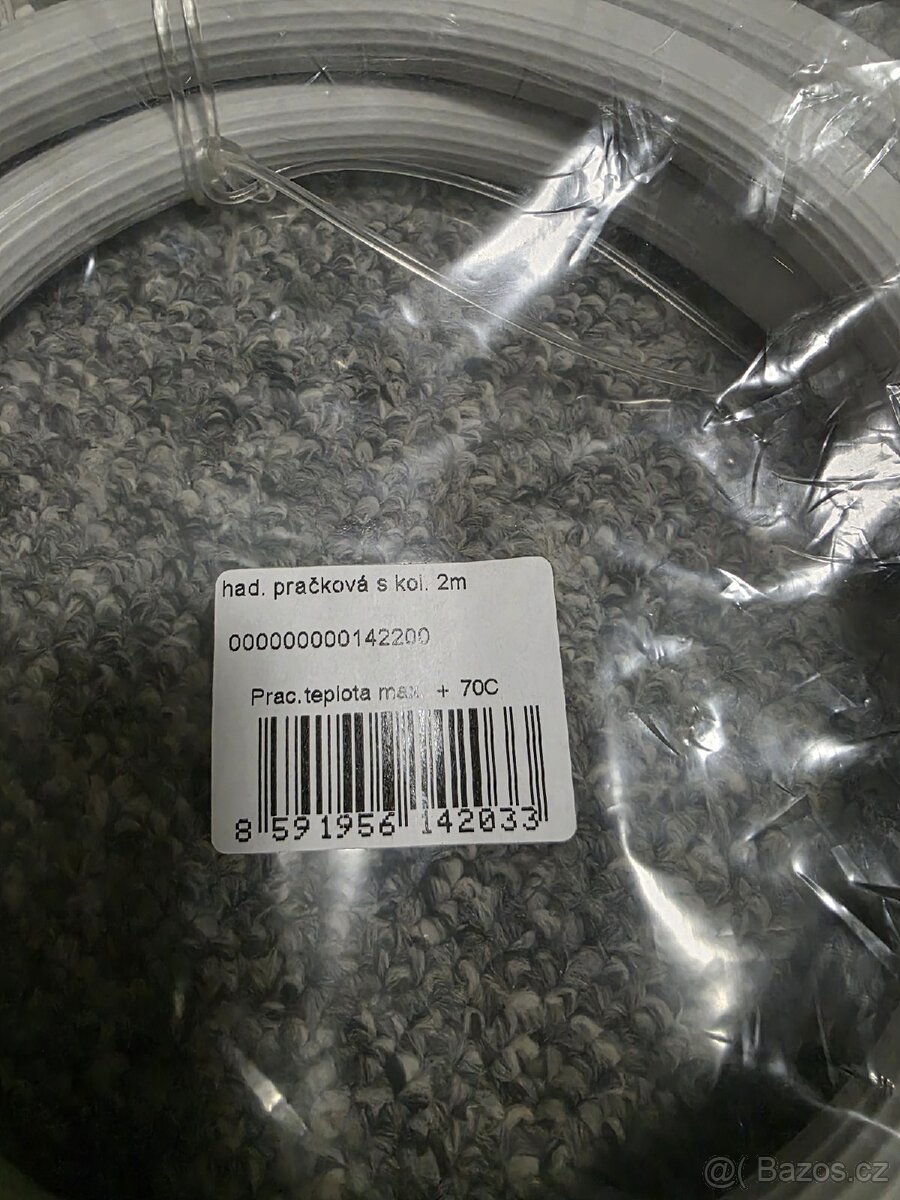 had. pračková s kol. 2m
000000000142200
Prac.teplota max. + 70C
8 591956 142033
@( Bazos.cz